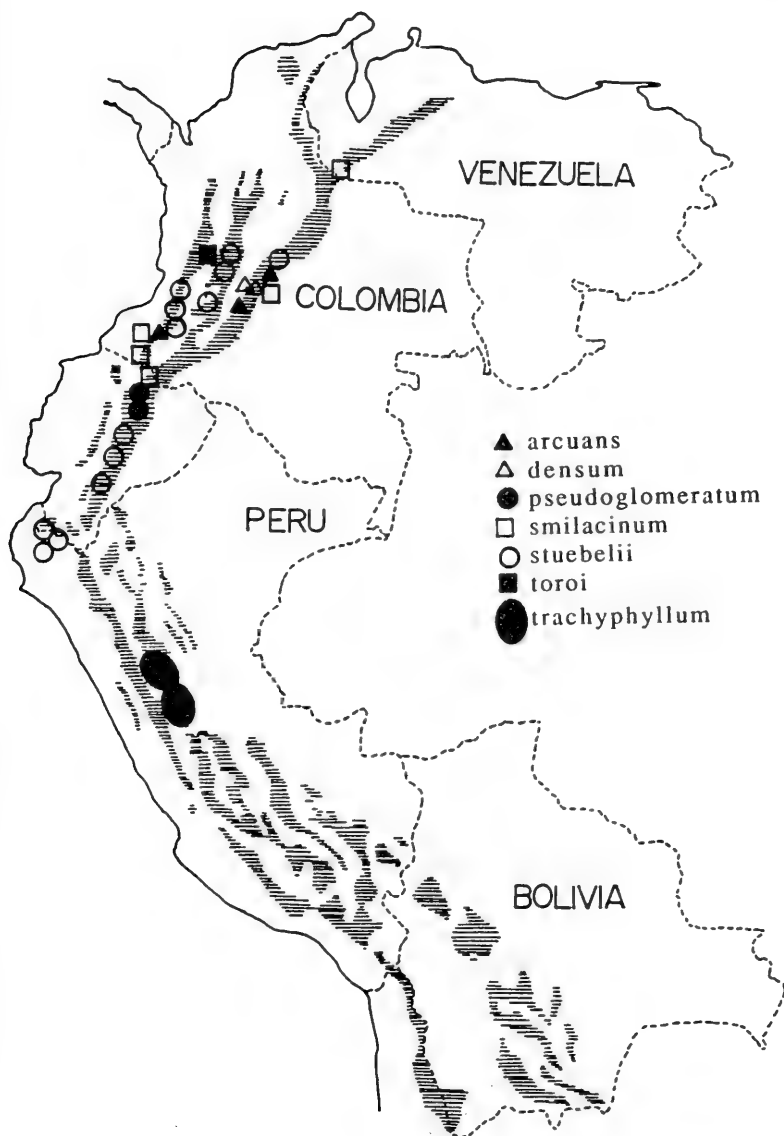 VENEZUELA
COLOMBIA
PERU
BOLIVIA
arcuans
densum
pseudoglomeratum
smilacinum
stuebelii
toroi
trachyphyllum